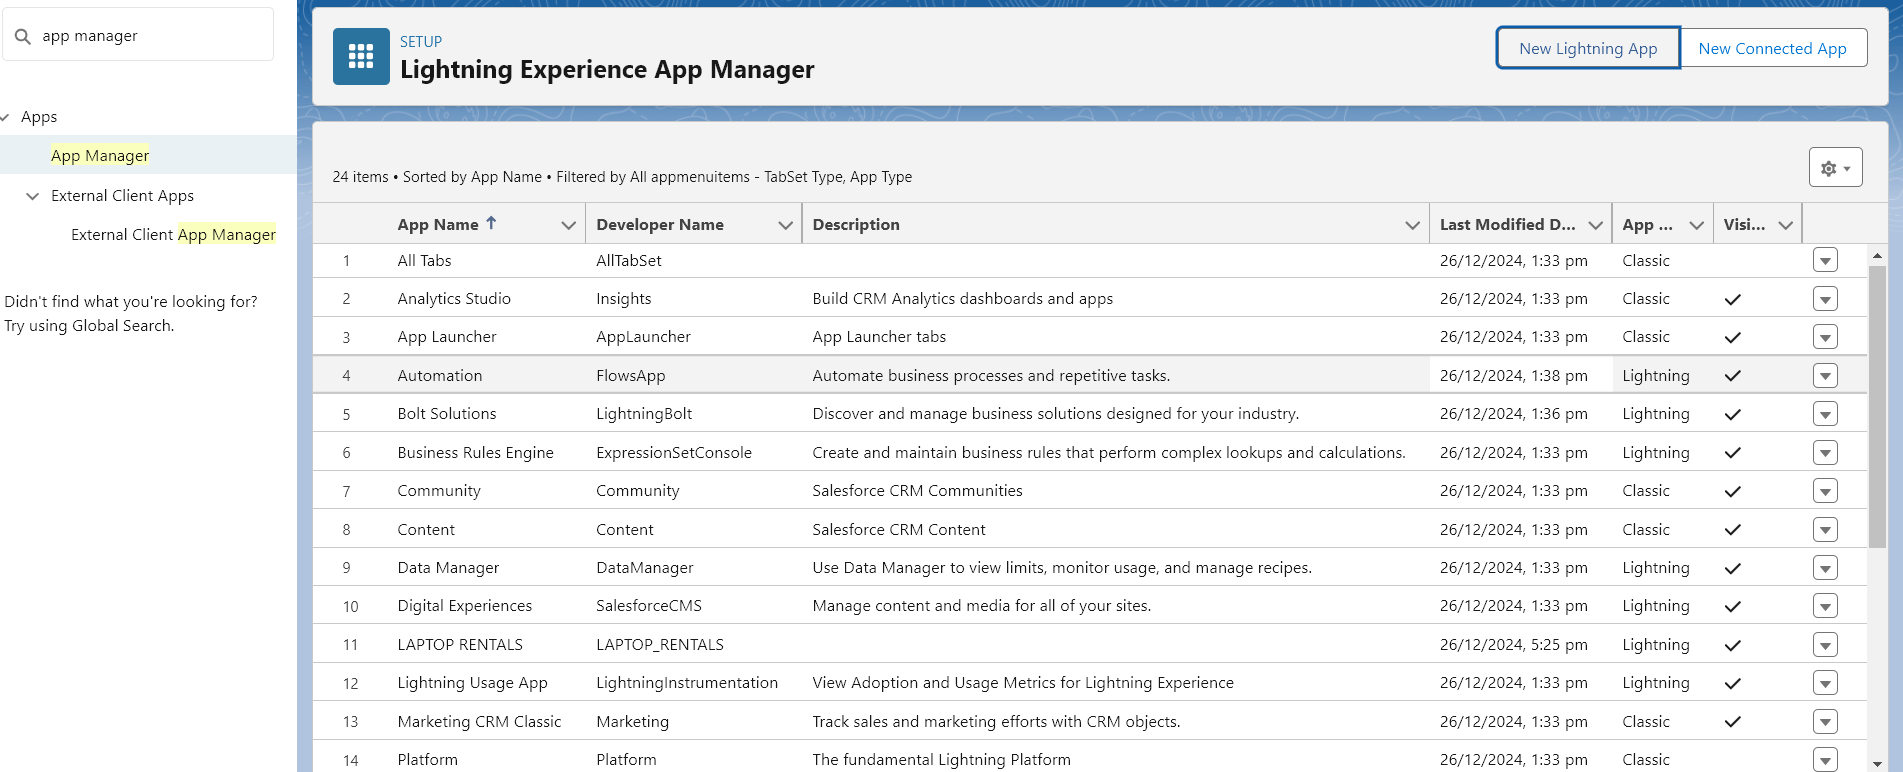 app manager
Apps
App Manager
External Client Apps
External Client App Manager
Didn't find what you're looking for?
Try using Global Search.
SETUP
Lightning Experience App Manager
New Lightning App
New Connected App
24 items • Sorted by App Name • Filtered by All appmenuitems - TabSet Type, App Type
App Name Developer Name Description Last Modified D... App ... Visi...
1 All Tabs AllTabSet 26/12/2024, 1:33 pm Classic
2 Analytics Studio Insights Build CRM Analytics dashboards and apps 26/12/2024, 1:33 pm Classic
3 App Launcher AppLauncher App Launcher tabs 26/12/2024, 1:33 pm Classic
4 Automation FlowsApp Automate business processes and repetitive tasks. 26/12/2024, 1:38 pm Lightning
5 Bolt Solutions LightningBolt Discover and manage business solutions designed for your industry. 26/12/2024, 1:36 pm Lightning
6 Business Rules Engine ExpressionSetConsole Create and maintain business rules that perform complex lookups and calculations. 26/12/2024, 1:33 pm Lightning
7 Community Community Salesforce CRM Communities 26/12/2024, 1:33 pm Classic
8 Content Content Salesforce CRM Content 26/12/2024, 1:33 pm Classic
9 Data Manager DataManager Use Data Manager to view limits, monitor usage, and manage recipes. 26/12/2024, 1:33 pm Lightning
10 Digital Experiences SalesforceCMS Manage content and media for all of your sites. 26/12/2024, 1:33 pm Lightning
11 LAPTOP RENTALS LAPTOP_RENTALS 26/12/2024, 5:25 pm Lightning
12 Lightning Usage App LightningInstrumentation View Adoption and Usage Metrics for Lightning Experience 26/12/2024, 1:33 pm Lightning
13 Marketing CRM Classic Marketing Track sales and marketing efforts with CRM objects. 26/12/2024, 1:33 pm Classic
14 Platform Platform The fundamental Lightning Platform 26/12/2024, 1:33 pm Classic